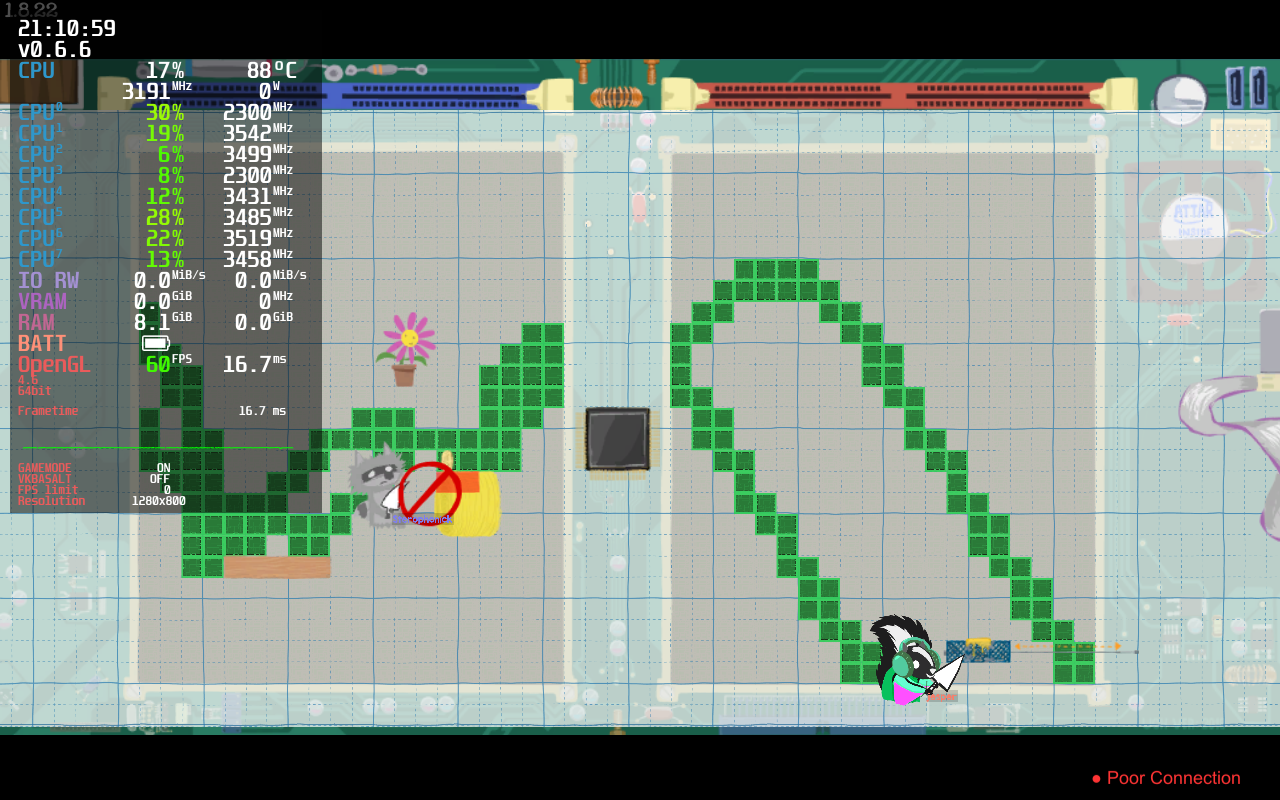 1.8.22
21:10:59
v0.6.6
CPU 17% 88°C
3191MHz 0W
CPU0 30% 2300MHz
CPU1 19% 3542MHz
CPU2 6% 3499MHz
CPU3 8% 2300MHz
CPU4 12% 3431MHz
CPU5 28% 3485MHz
CPU6 22% 3519MHz
CPU7 13% 3458MHz
IO RW 0.0MiB/s 0.0MiB/s
VRAM 0.0GiB 0MHz
RAM 8.1GiB 0.0GiB
BATT
OpenGL 60FPS 16.7ms
4.6
64bit
Frametime 16.7 ms
GAMEMODE ON
VKBASALT OFF
FPS limit 0
Resolution 1280x800
Poor Connection